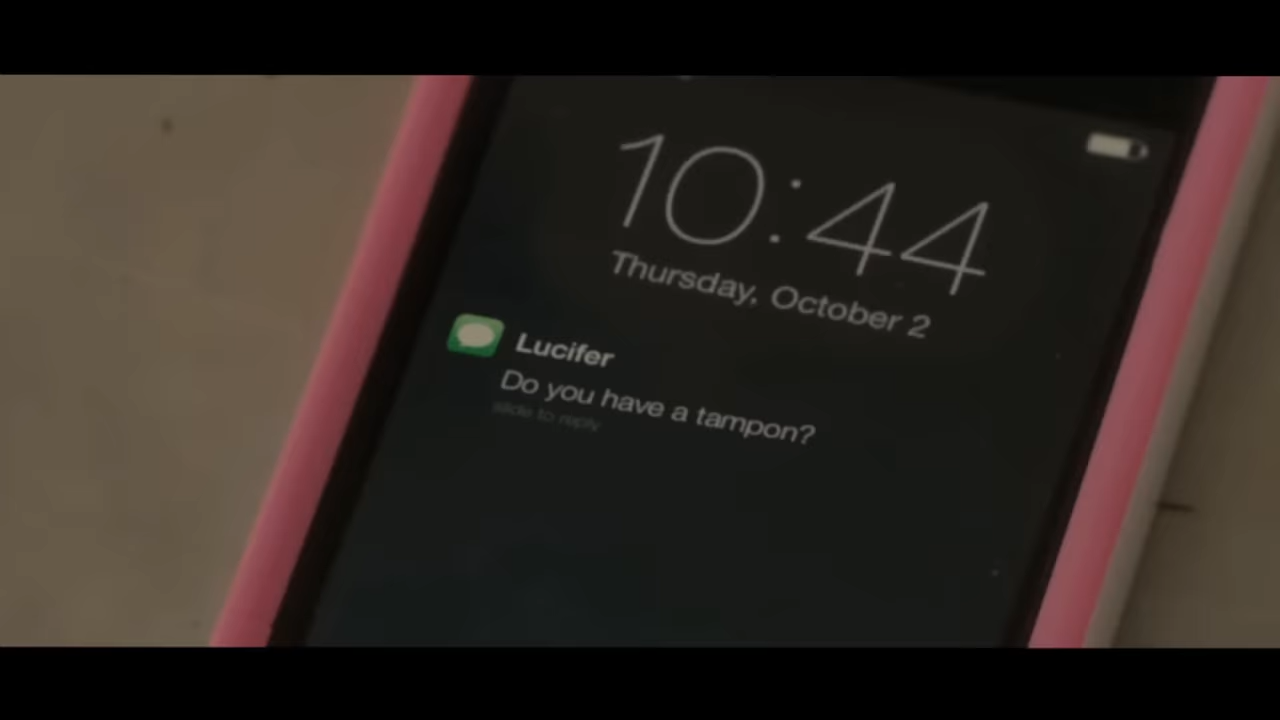 10:44
Thursday, October 2
Lucifer
Do you have a tampon?
slide to reply